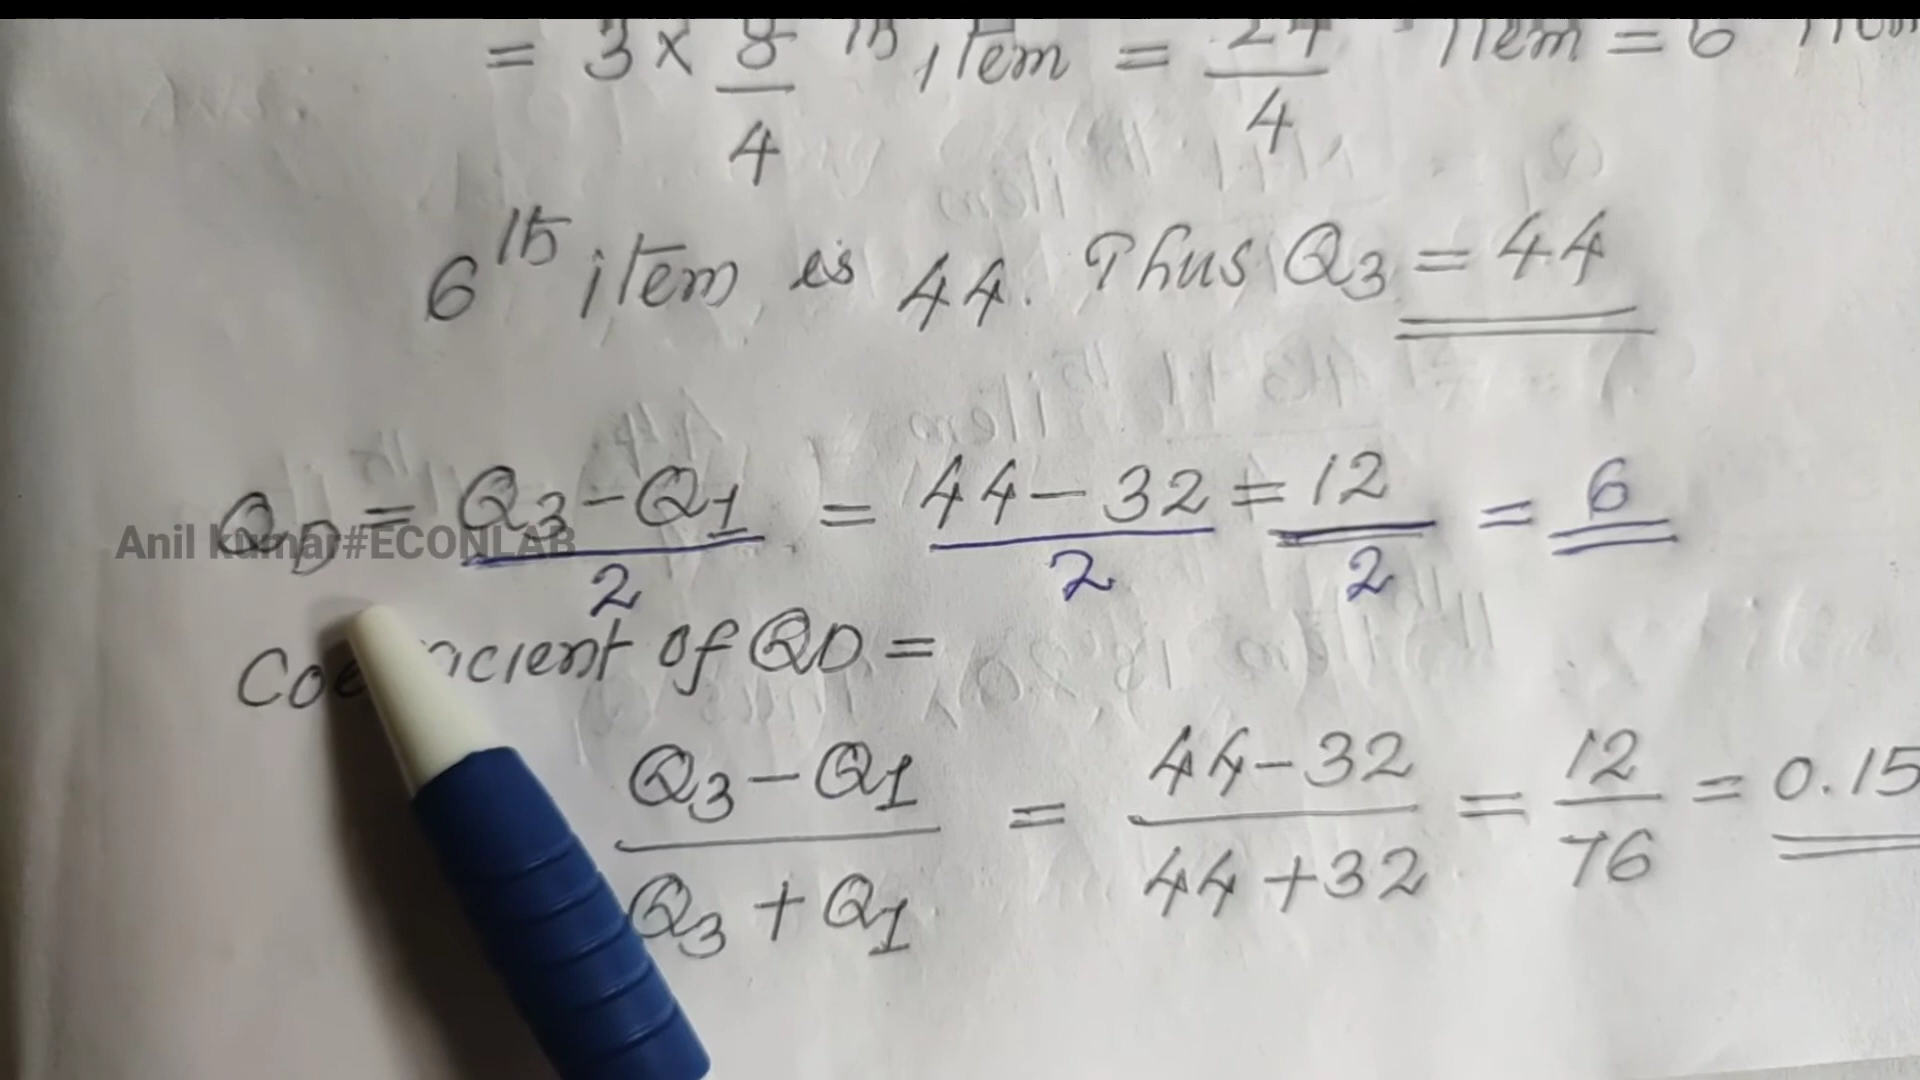 = 3 × 8/4 th item = 24/4 item = 6 item
6th item is 44. Thus Q3 = 44
QD = Q3 – Q1 / 2 = 44 – 32 / 2 = 12 / 2 = 6
Anil kumar#ECONLAB
Coefficient of QD =
Q3 – Q1 / Q3 + Q1 = 44 – 32 / 44 + 32 = 12 / 76 = 0.15